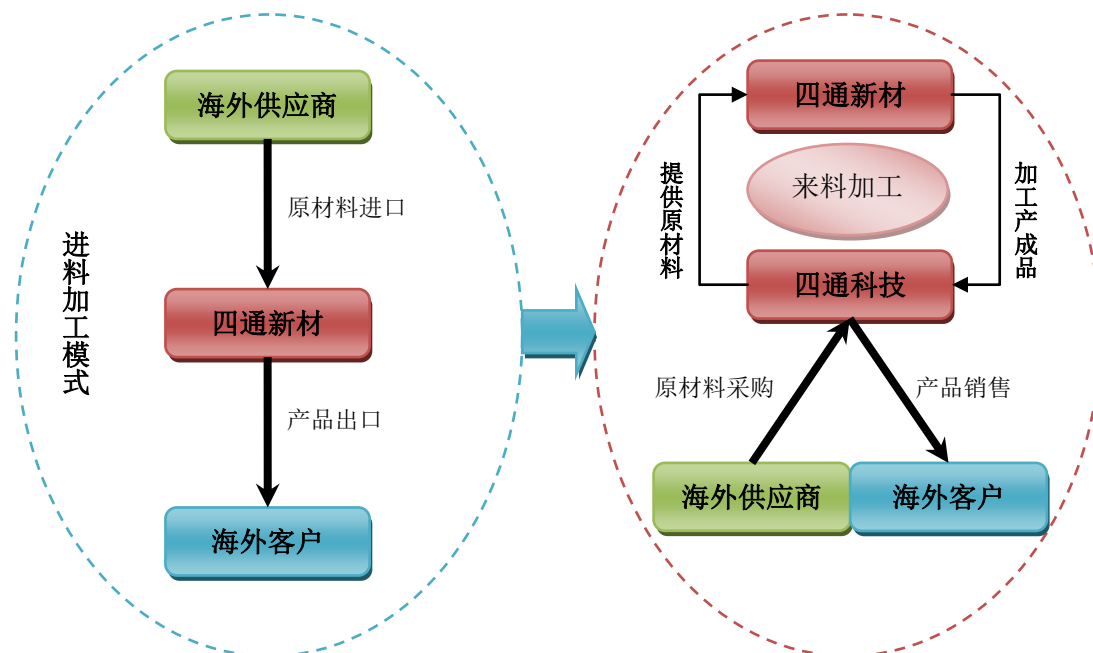 进料加工模式
海外供应商
原材料进口
四通新材
产品出口
海外客户
四通新材
提供原材料
来料加工
加工产成品
四通科技
原材料采购
产品销售
海外供应商
海外客户